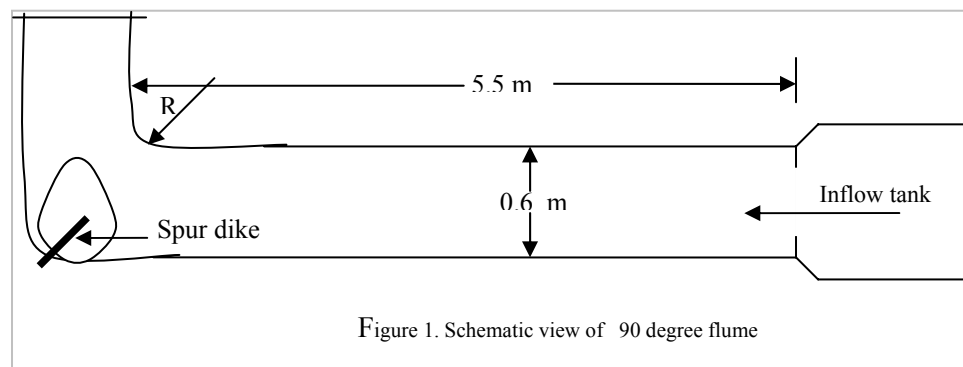 5.5 m
R
0.6 m
Inflow tank
Spur dike
Figure 1. Schematic view of 90 degree flume